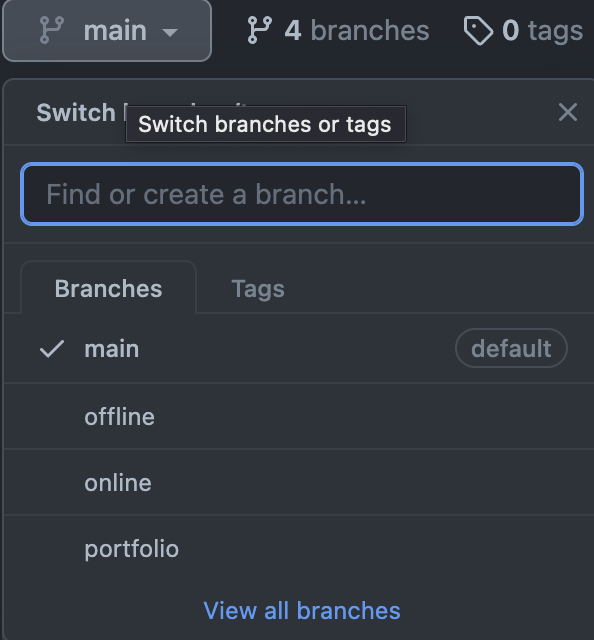 main
4 branches
0 tags
Switch
Switch branches or tags
Find or create a branch...
Branches
Tags
main
default
offline
online
portfolio
View all branches